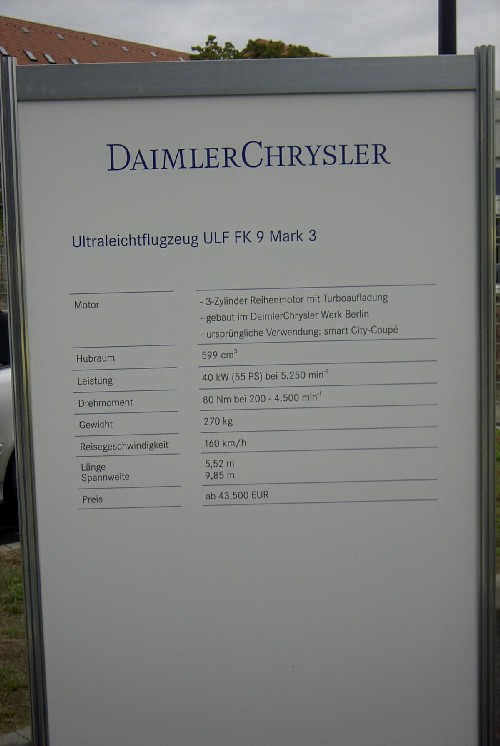 DAIMLERCHRYSLER
Ultraleichtflugzeug ULF FK 9 Mark 3
Motor
- 3-Zylinder Reihenmotor mit Turboaufladung
- gebaut im DaimlerChrysler Werk Berlin
- ursprüngliche Verwendung: smart City-Coupé
Hubraum 599 cm³
Leistung 40 kW (55 PS) bei 5.250 min⁻¹
Drehmoment 80 Nm bei 200 - 4.500 min⁻¹
Gewicht 270 kg
Reisegeschwindigkeit 160 km/h
Länge 5,52 m
Spannweite 9,85 m
Preis ab 43.500 EUR